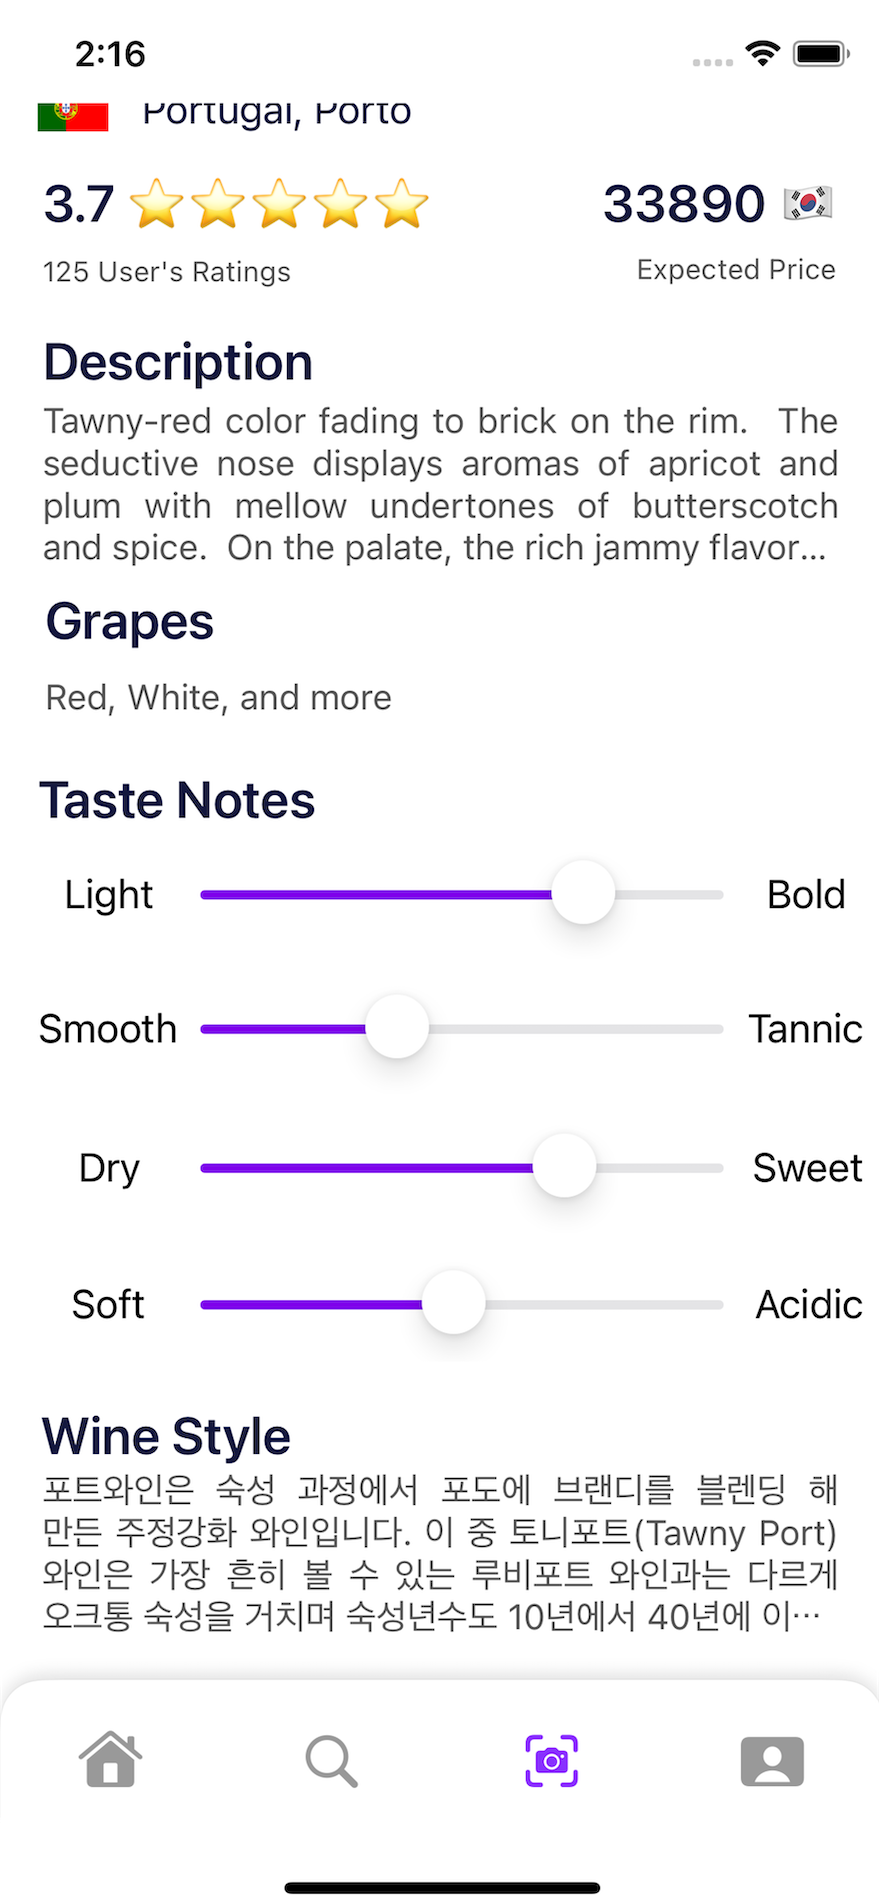 2:16
Portugal, Porto
3.7 ⭐⭐⭐⭐⭐
33890 🇰🇷
125 User's Ratings
Expected Price
Description
Tawny-red color fading to brick on the rim. The
seductive nose displays aromas of apricot and
plum with mellow undertones of butterscotch
and spice. On the palate, the rich jammy flavor...
Grapes
Red, White, and more
Taste Notes
Light Bold
Smooth Tannic
Dry Sweet
Soft Acidic
Wine Style
포트와인은 숙성 과정에서 포도에 브랜디를 블렌딩 해
만든 주정강화 와인입니다. 이 중 토니포트(Tawny Port)
와인은 가장 흔히 볼 수 있는 루비포트 와인과는 다르게
오크통 숙성을 거치며 숙성년수도 10년에서 40년에 이…